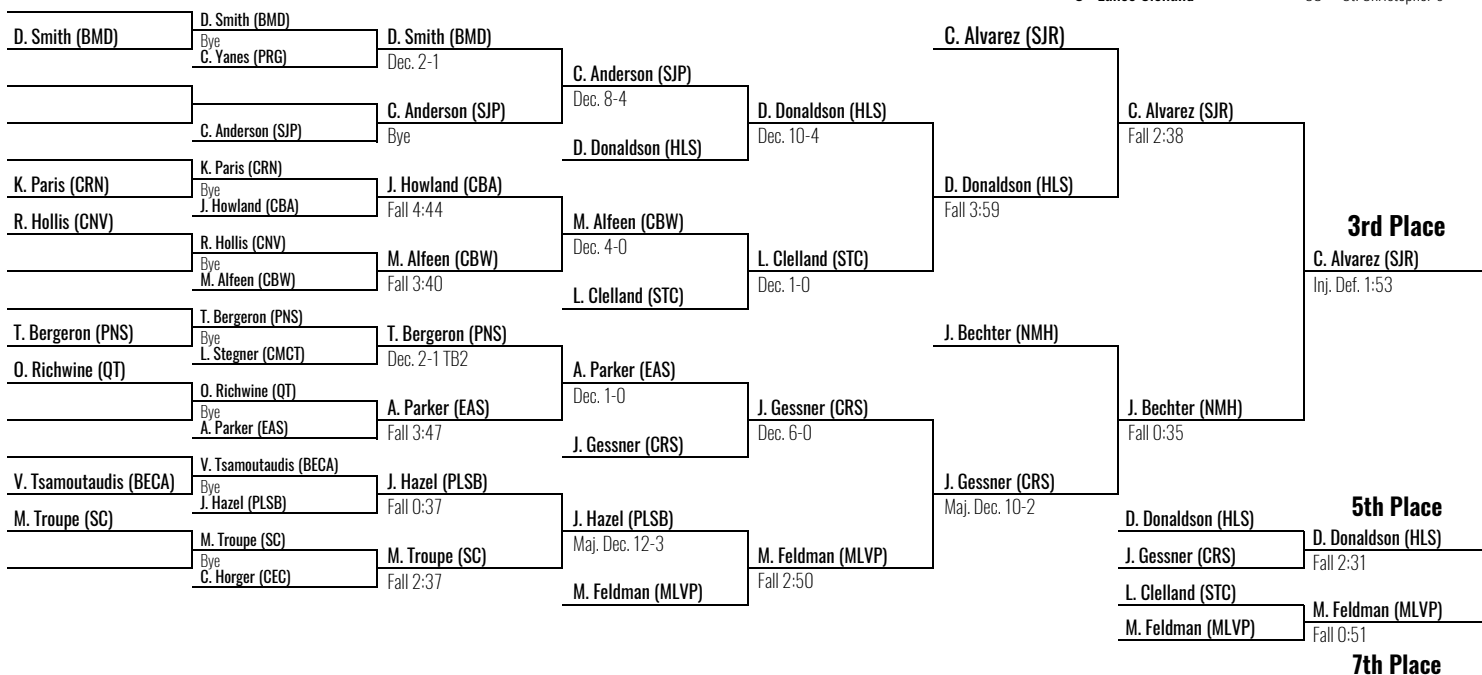 D. Smith (BMD)
K. Paris (CRN)
R. Hollis (CNV)
T. Bergeron (PNS)
O. Richwine (QT)
V. Tsamoutaudis (BECA)
M. Troupe (SC)
D. Smith (BMD)
Bye
C. Yanes (PRG)
C. Anderson (SJP)
K. Paris (CRN)
Bye
J. Howland (CBA)
R. Hollis (CNV)
Bye
M. Alfeen (CBW)
T. Bergeron (PNS)
Bye
L. Stegner (CMCT)
O. Richwine (QT)
Bye
A. Parker (EAS)
V. Tsamoutaudis (BECA)
Bye
J. Hazel (PLSB)
M. Troupe (SC)
Bye
C. Horger (CEC)
D. Smith (BMD)
Dec. 2-1
C. Anderson (SJP)
Bye
J. Howland (CBA)
Fall 4:44
M. Alfeen (CBW)
Fall 3:40
T. Bergeron (PNS)
Dec. 2-1 TB2
A. Parker (EAS)
Fall 3:47
J. Hazel (PLSB)
Fall 0:37
M. Troupe (SC)
Fall 2:37
C. Anderson (SJP)
Dec. 8-4
D. Donaldson (HLS)
M. Alfeen (CBW)
Dec. 4-0
L. Clelland (STC)
A. Parker (EAS)
Dec. 1-0
J. Gessner (CRS)
J. Hazel (PLSB)
Maj. Dec. 12-3
M. Feldman (MLVP)
D. Donaldson (HLS)
Dec. 10-4
L. Clelland (STC)
Dec. 1-0
J. Gessner (CRS)
Dec. 6-0
M. Feldman (MLVP)
Fall 2:50
C. Alvarez (SJR)
D. Donaldson (HLS)
Fall 3:59
J. Bechter (NMH)
J. Gessner (CRS)
Maj. Dec. 10-2
C. Alvarez (SJR)
Fall 2:38
J. Bechter (NMH)
Fall 0:35
3rd Place
C. Alvarez (SJR)
Inj. Def. 1:53
D. Donaldson (HLS)
J. Gessner (CRS)
5th Place
D. Donaldson (HLS)
Fall 2:31
L. Clelland (STC)
M. Feldman (MLVP)
M. Feldman (MLVP)
Fall 0:51
7th Place